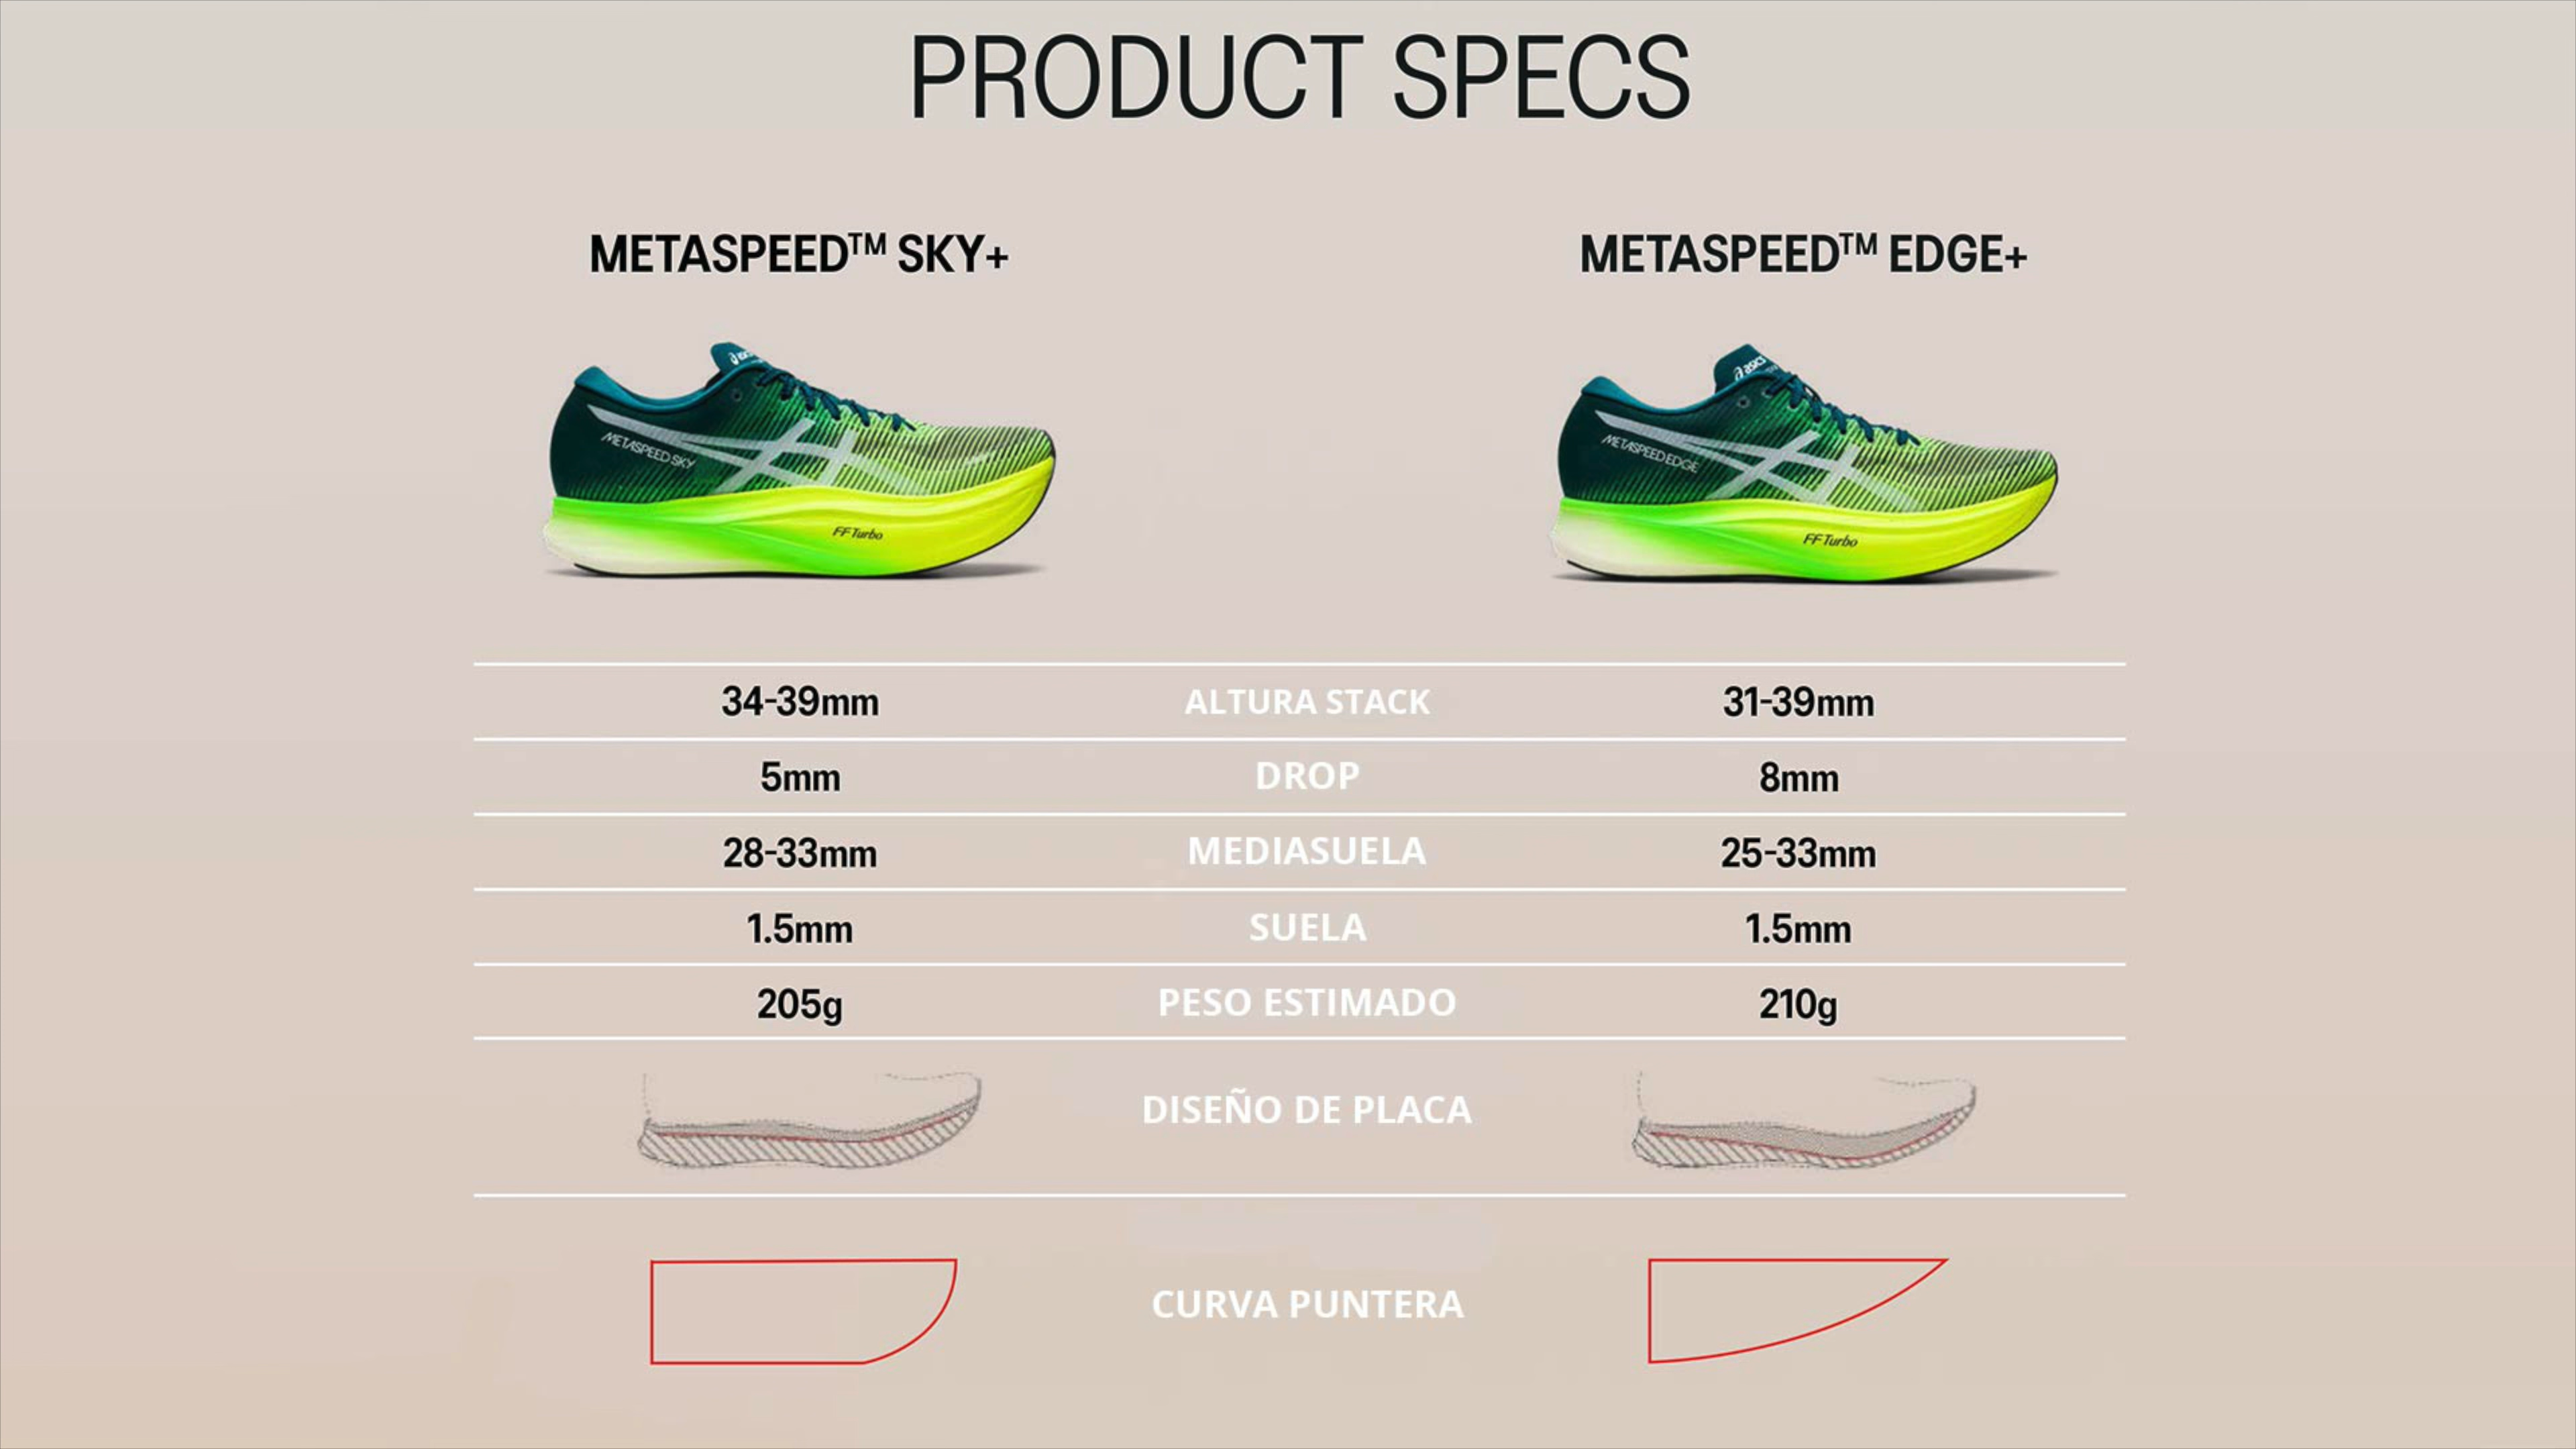 PRODUCT SPECS
METASPEED™ SKY+
METASPEED™ EDGE+
asics
METASPEED SKY
FF Turbo
asics
METASPEED EDGE
FF Turbo
34-39mm ALTURA STACK 31-39mm
5mm DROP 8mm
28-33mm MEDIASUELA 25-33mm
1.5mm SUELA 1.5mm
205g PESO ESTIMADO 210g
DISEÑO DE PLACA
CURVA PUNTERA